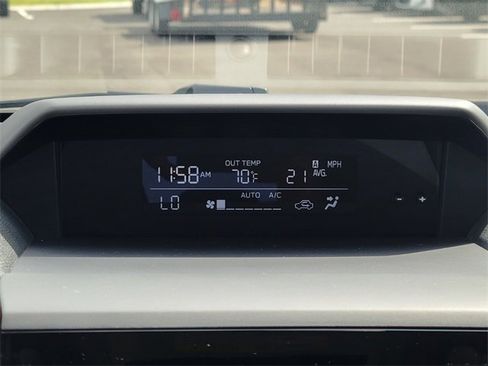 OUT TEMP A MPH
11:58 AM 70°F 21 AVG.
AUTO A/C
LO
- +